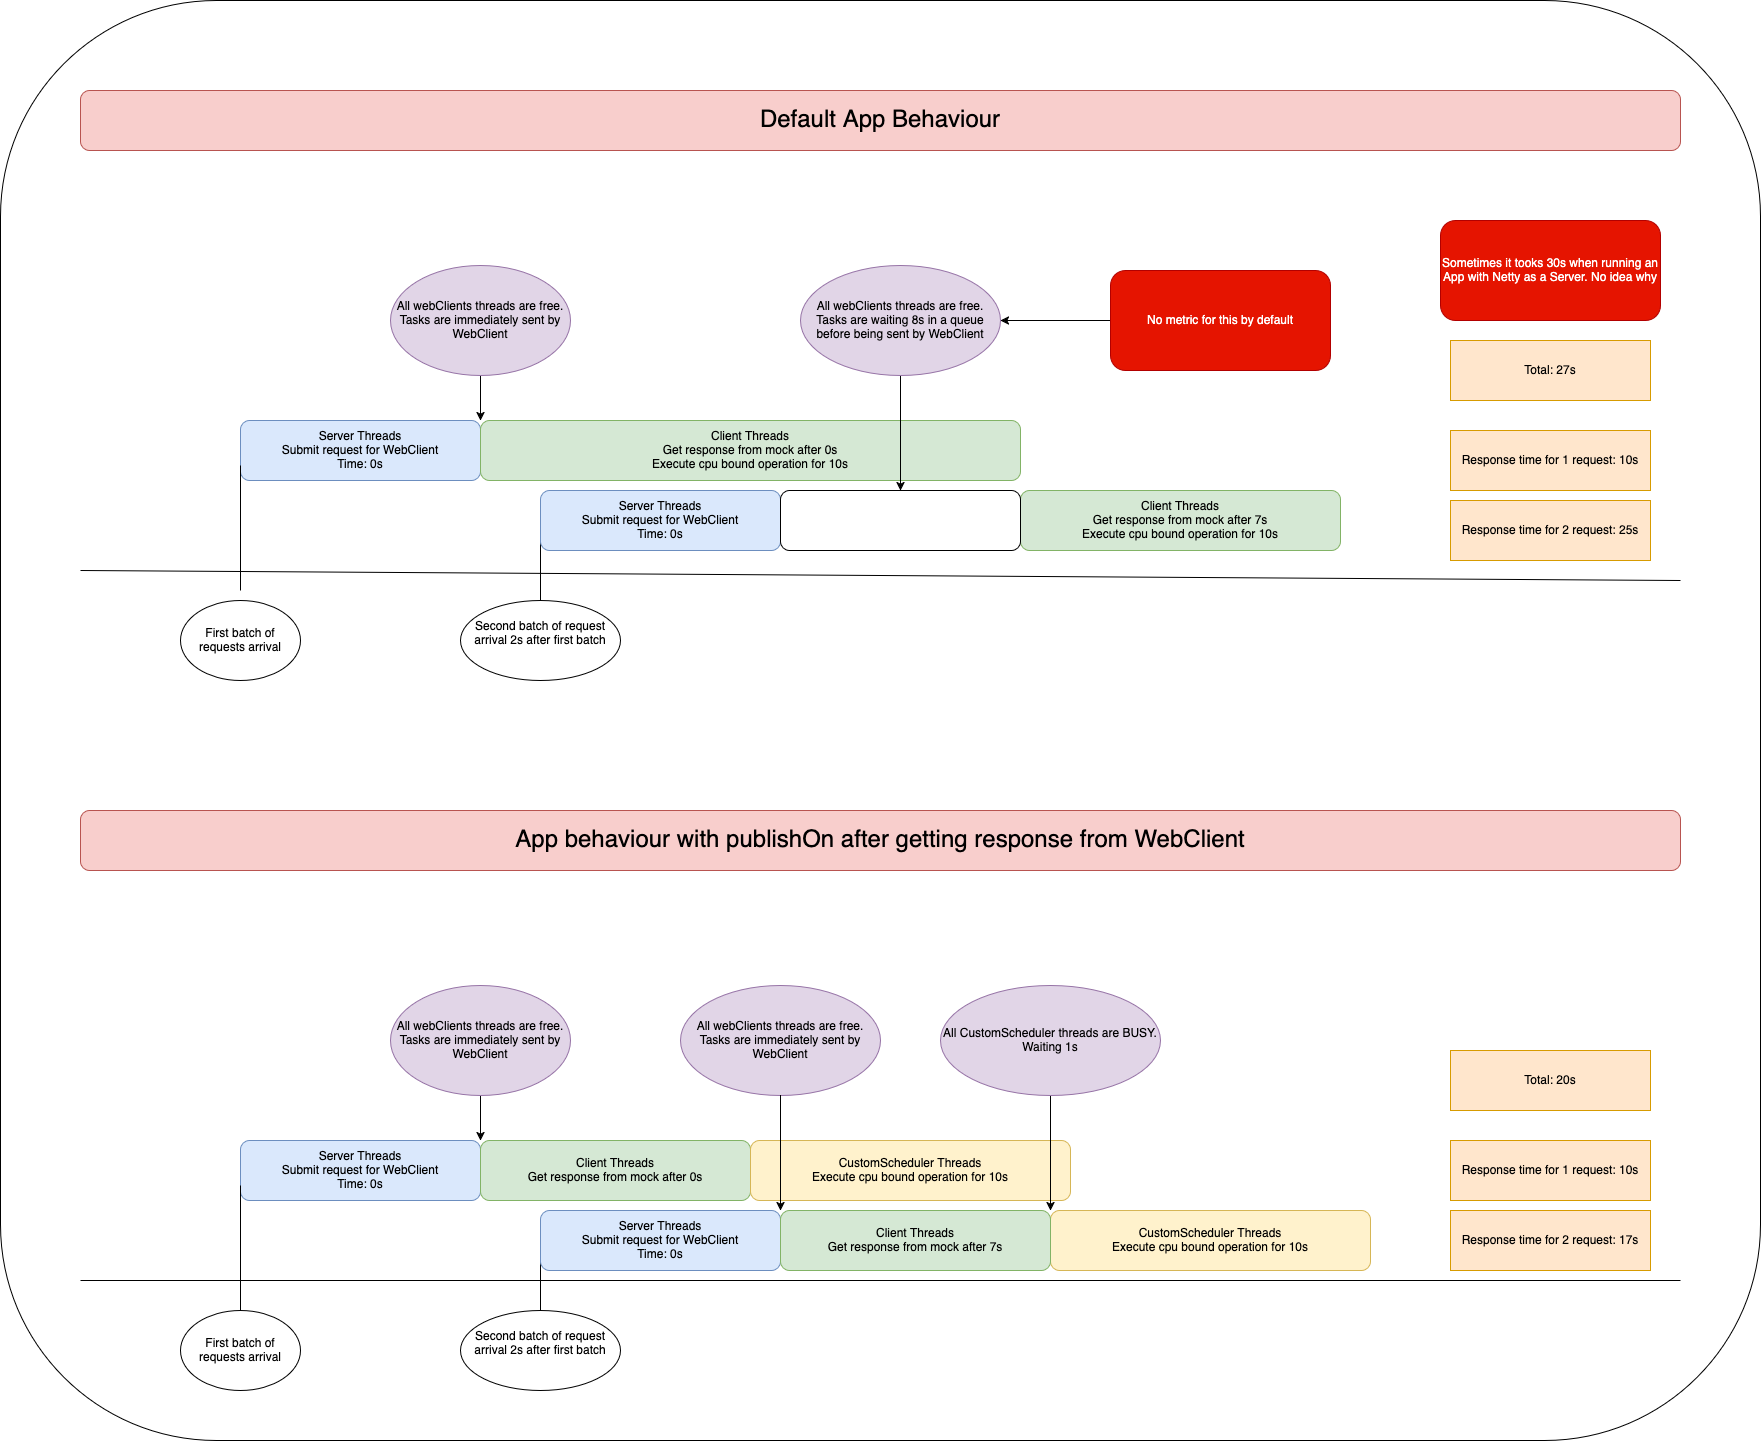 Default App Behaviour
Sometimes it tooks 30s when running an
App with Netty as a Server. No idea why
All webClients threads are free.
Tasks are immediately sent by
WebClient
All webClients threads are free.
Tasks are waiting 8s in a queue
before being sent by WebClient
No metric for this by default
Total: 27s
Server Threads
Submit request for WebClient
Time: 0s
Client Threads
Get response from mock after 0s
Execute cpu bound operation for 10s
Response time for 1 request: 10s
Server Threads
Submit request for WebClient
Time: 0s
Client Threads
Get response from mock after 7s
Execute cpu bound operation for 10s
Response time for 2 request: 25s
First batch of
requests arrival
Second batch of request
arrival 2s after first batch
App behaviour with publishOn after getting response from WebClient
All webClients threads are free.
Tasks are immediately sent by
WebClient
All webClients threads are free.
Tasks are immediately sent by
WebClient
All CustomScheduler threads are BUSY.
Waiting 1s
Total: 20s
Server Threads
Submit request for WebClient
Time: 0s
Client Threads
Get response from mock after 0s
CustomScheduler Threads
Execute cpu bound operation for 10s
Response time for 1 request: 10s
Server Threads
Submit request for WebClient
Time: 0s
Client Threads
Get response from mock after 7s
CustomScheduler Threads
Execute cpu bound operation for 10s
Response time for 2 request: 17s
First batch of
requests arrival
Second batch of request
arrival 2s after first batch